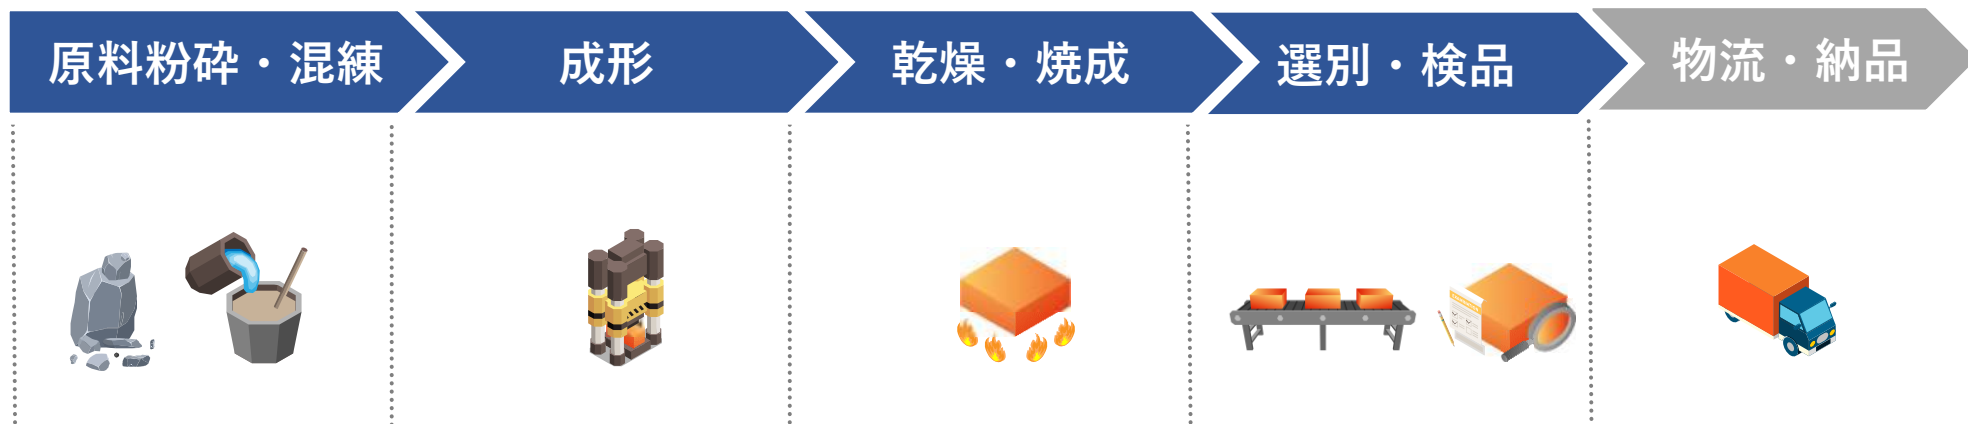 原料粉砕・混練
成形
乾燥・焼成
選別・検品
物流・納品